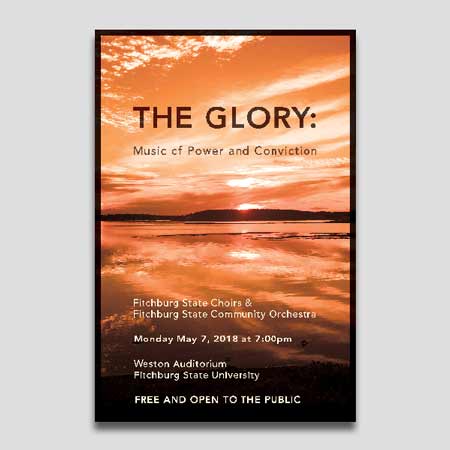 THE GLORY:
Music of Power and Conviction
Fitchburg State Choirs &
Fitchburg State Community Orchestra
Monday May 7, 2018 at 7:00pm
Weston Auditorium
Fitchburg State University
FREE AND OPEN TO THE PUBLIC